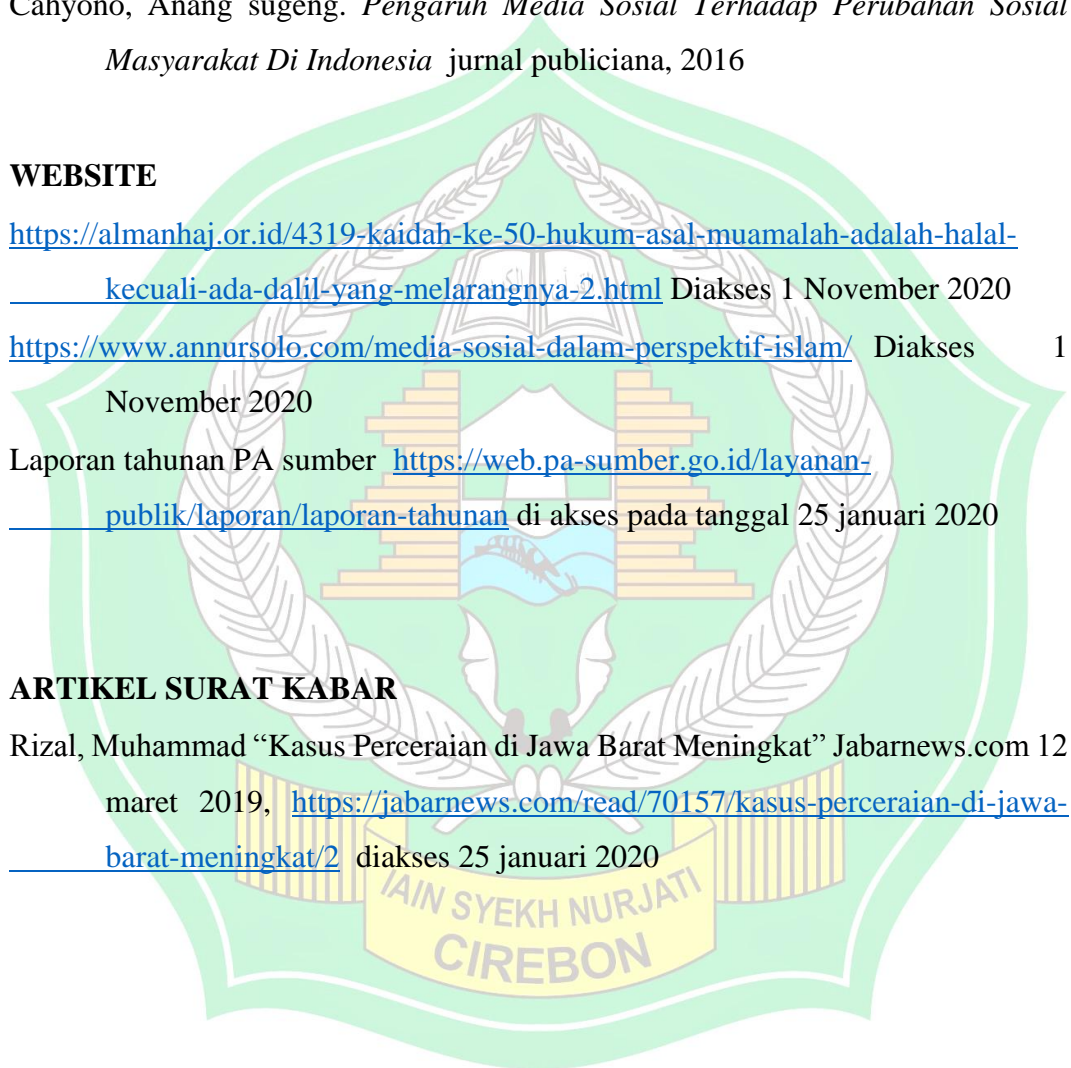 Cahyono, Anang sugeng. Pengaruh Media Sosial Terhadap Perubahan Sosial
Masyarakat Di Indonesia jurnal publiciana, 2016
WEBSITE
https://almanhaj.or.id/4319-kaidah-ke-50-hukum-asal-muamalah-adalah-halal-
kecuali-ada-dalil-yang-melarangnya-2.html Diakses 1 November 2020
https://www.annursolo.com/media-sosial-dalam-perspektif-islam/ Diakses 1
November 2020
Laporan tahunan PA sumber https://web.pa-sumber.go.id/layanan-
publik/laporan/laporan-tahunan di akses pada tanggal 25 januari 2020
ARTIKEL SURAT KABAR
Rizal, Muhammad “Kasus Perceraian di Jawa Barat Meningkat” Jabarnews.com 12
maret 2019, https://jabarnews.com/read/70157/kasus-perceraian-di-jawa-
barat-meningkat/2 diakses 25 januari 2020
IAIN SYEKH NURJATI
CIREBON